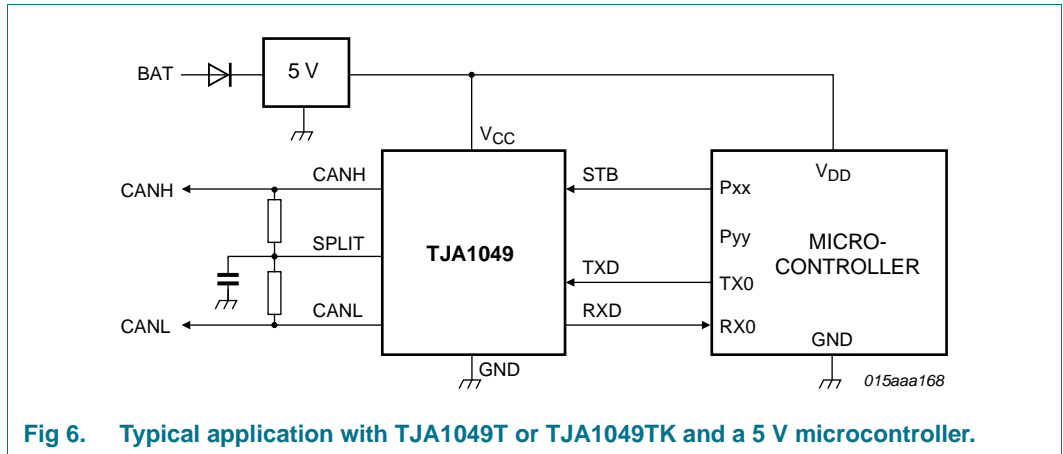 BAT
5 V
VCC
VDD
CANH
CANH
STB
Pxx
Pyy
SPLIT
TJA1049
MICRO-
CONTROLLER
TXD
TX0
CANL
CANL
RXD
RX0
GND
GND
015aaa168
Fig 6. Typical application with TJA1049T or TJA1049TK and a 5 V microcontroller.